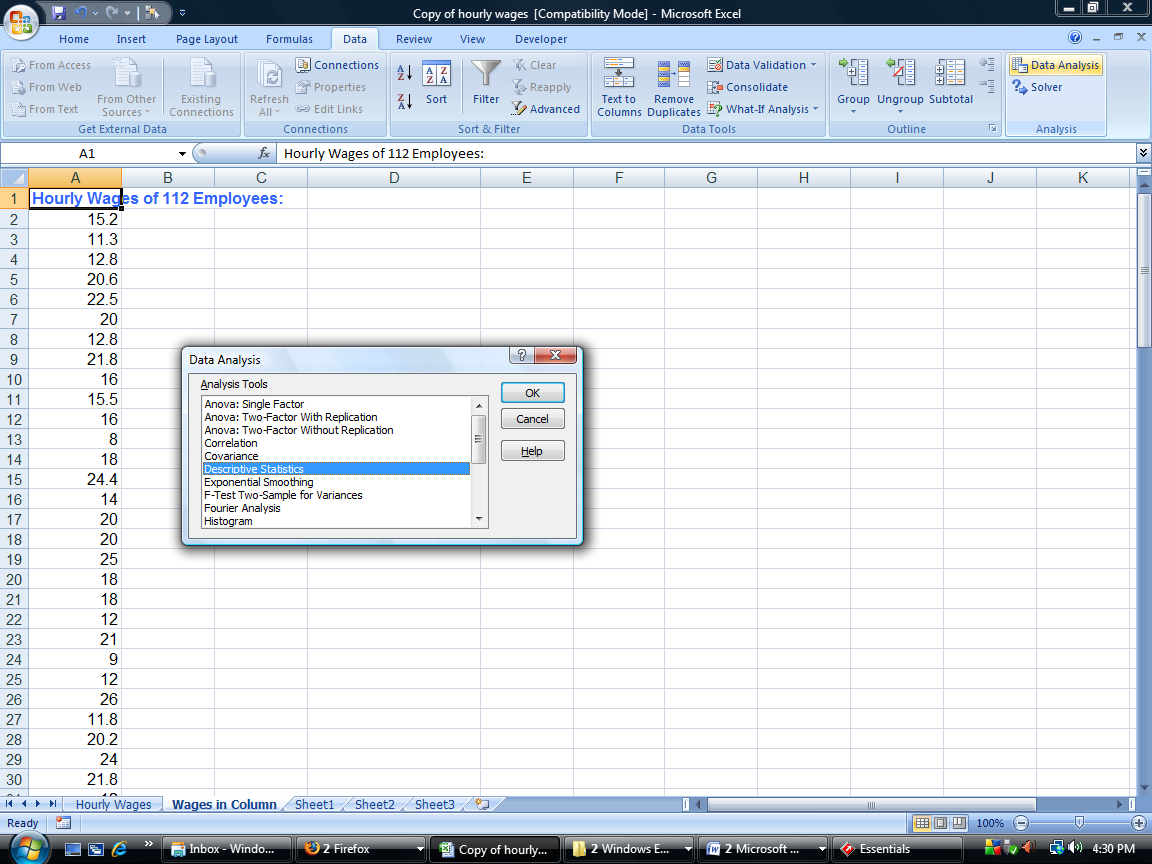 Copy of hourly wages [Compatibility Mode] - Microsoft Excel
Home Insert Page Layout Formulas Data Review View Developer
From Access
From Web
From Text
From Other Sources
Existing Connections
Get External Data
Refresh All
Connections
Properties
Edit Links
Connections
Sort
Filter
Clear
Reapply
Advanced
Sort & Filter
Text to Columns
Remove Duplicates
Data Validation
Consolidate
What-If Analysis
Data Tools
Group
Ungroup
Subtotal
Outline
Data Analysis
Solver
Analysis
A1 fx Hourly Wages of 112 Employees:
A B C D E F G H I J K
1 Hourly Wages of 112 Employees:
2 15.2
3 11.3
4 12.8
5 20.6
6 22.5
7 20
8 12.8
9 21.8
10 16
11 15.5
12 16
13 8
14 18
15 24.4
16 14
17 20
18 20
19 25
20 18
21 18
22 12
23 21
24 9
25 12
26 26
27 11.8
28 20.2
29 24
30 21.8
Data Analysis
Analysis Tools
Anova: Single Factor
Anova: Two-Factor With Replication
Anova: Two-Factor Without Replication
Correlation
Covariance
Descriptive Statistics
Exponential Smoothing
F-Test Two-Sample for Variances
Fourier Analysis
Histogram
OK
Cancel
Help
Hourly Wages Wages in Column Sheet1 Sheet2 Sheet3
Ready 100%
Inbox - Windo... 2 Firefox Copy of hourly... 2 Windows E... 2 Microsoft ... Essentials 4:30 PM